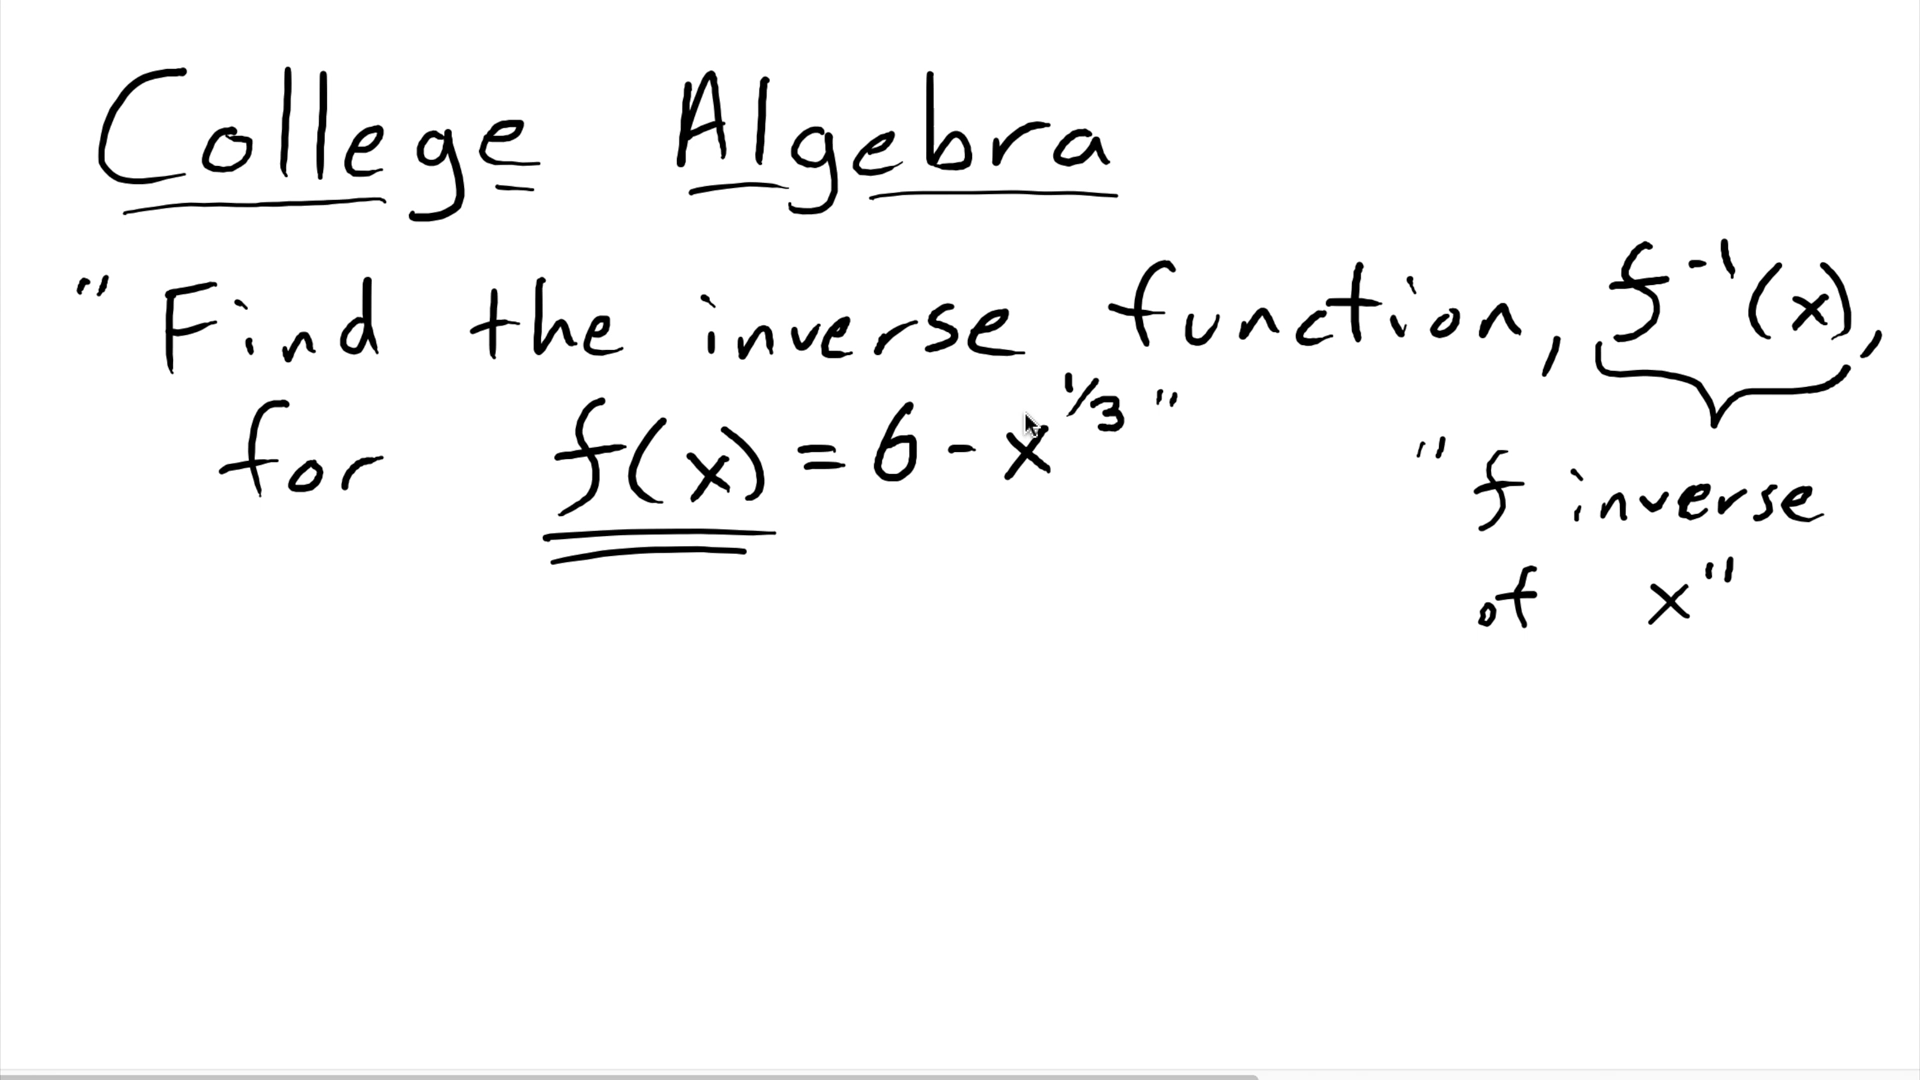 College Algebra
"Find the inverse function, f⁻¹(x),
for f(x) = 6 - x^1/3"
"f inverse
of x"